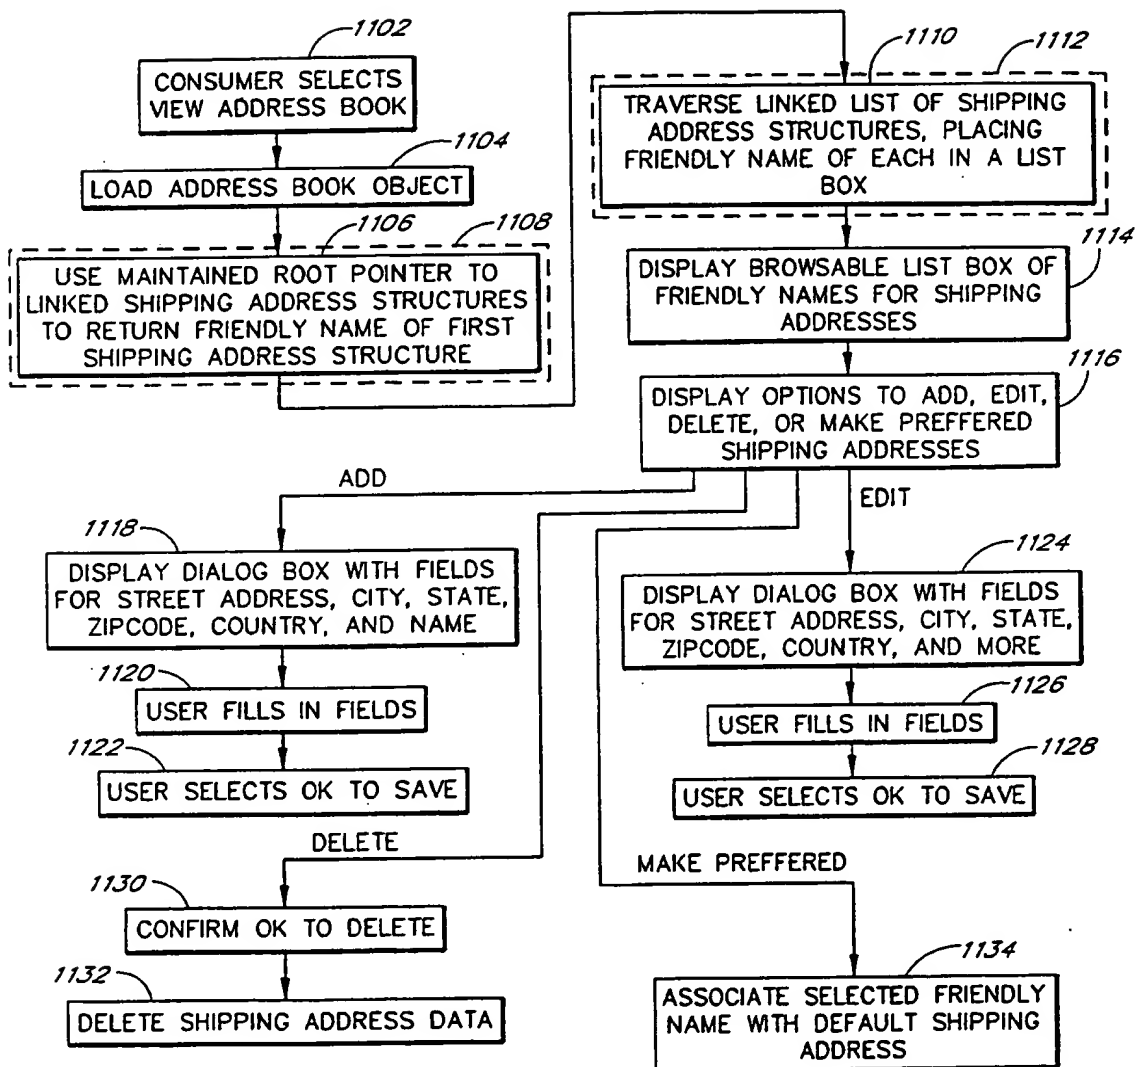 1102
CONSUMER SELECTS
VIEW ADDRESS BOOK
1104
LOAD ADDRESS BOOK OBJECT
1106
1108
USE MAINTAINED ROOT POINTER TO
LINKED SHIPPING ADDRESS STRUCTURES
TO RETURN FRIENDLY NAME OF FIRST
SHIPPING ADDRESS STRUCTURE
1110
1112
TRAVERSE LINKED LIST OF SHIPPING
ADDRESS STRUCTURES, PLACING
FRIENDLY NAME OF EACH IN A LIST
BOX
1114
DISPLAY BROWSABLE LIST BOX OF
FRIENDLY NAMES FOR SHIPPING
ADDRESSES
1116
DISPLAY OPTIONS TO ADD, EDIT,
DELETE, OR MAKE PREFFERED
SHIPPING ADDRESSES
ADD
1118
DISPLAY DIALOG BOX WITH FIELDS
FOR STREET ADDRESS, CITY, STATE,
ZIPCODE, COUNTRY, AND NAME
1120
USER FILLS IN FIELDS
1122
USER SELECTS OK TO SAVE
EDIT
1124
DISPLAY DIALOG BOX WITH FIELDS
FOR STREET ADDRESS, CITY, STATE,
ZIPCODE, COUNTRY, AND MORE
1126
USER FILLS IN FIELDS
1128
USER SELECTS OK TO SAVE
DELETE
1130
CONFIRM OK TO DELETE
1132
DELETE SHIPPING ADDRESS DATA
MAKE PREFFERED
1134
ASSOCIATE SELECTED FRIENDLY
NAME WITH DEFAULT SHIPPING
ADDRESS